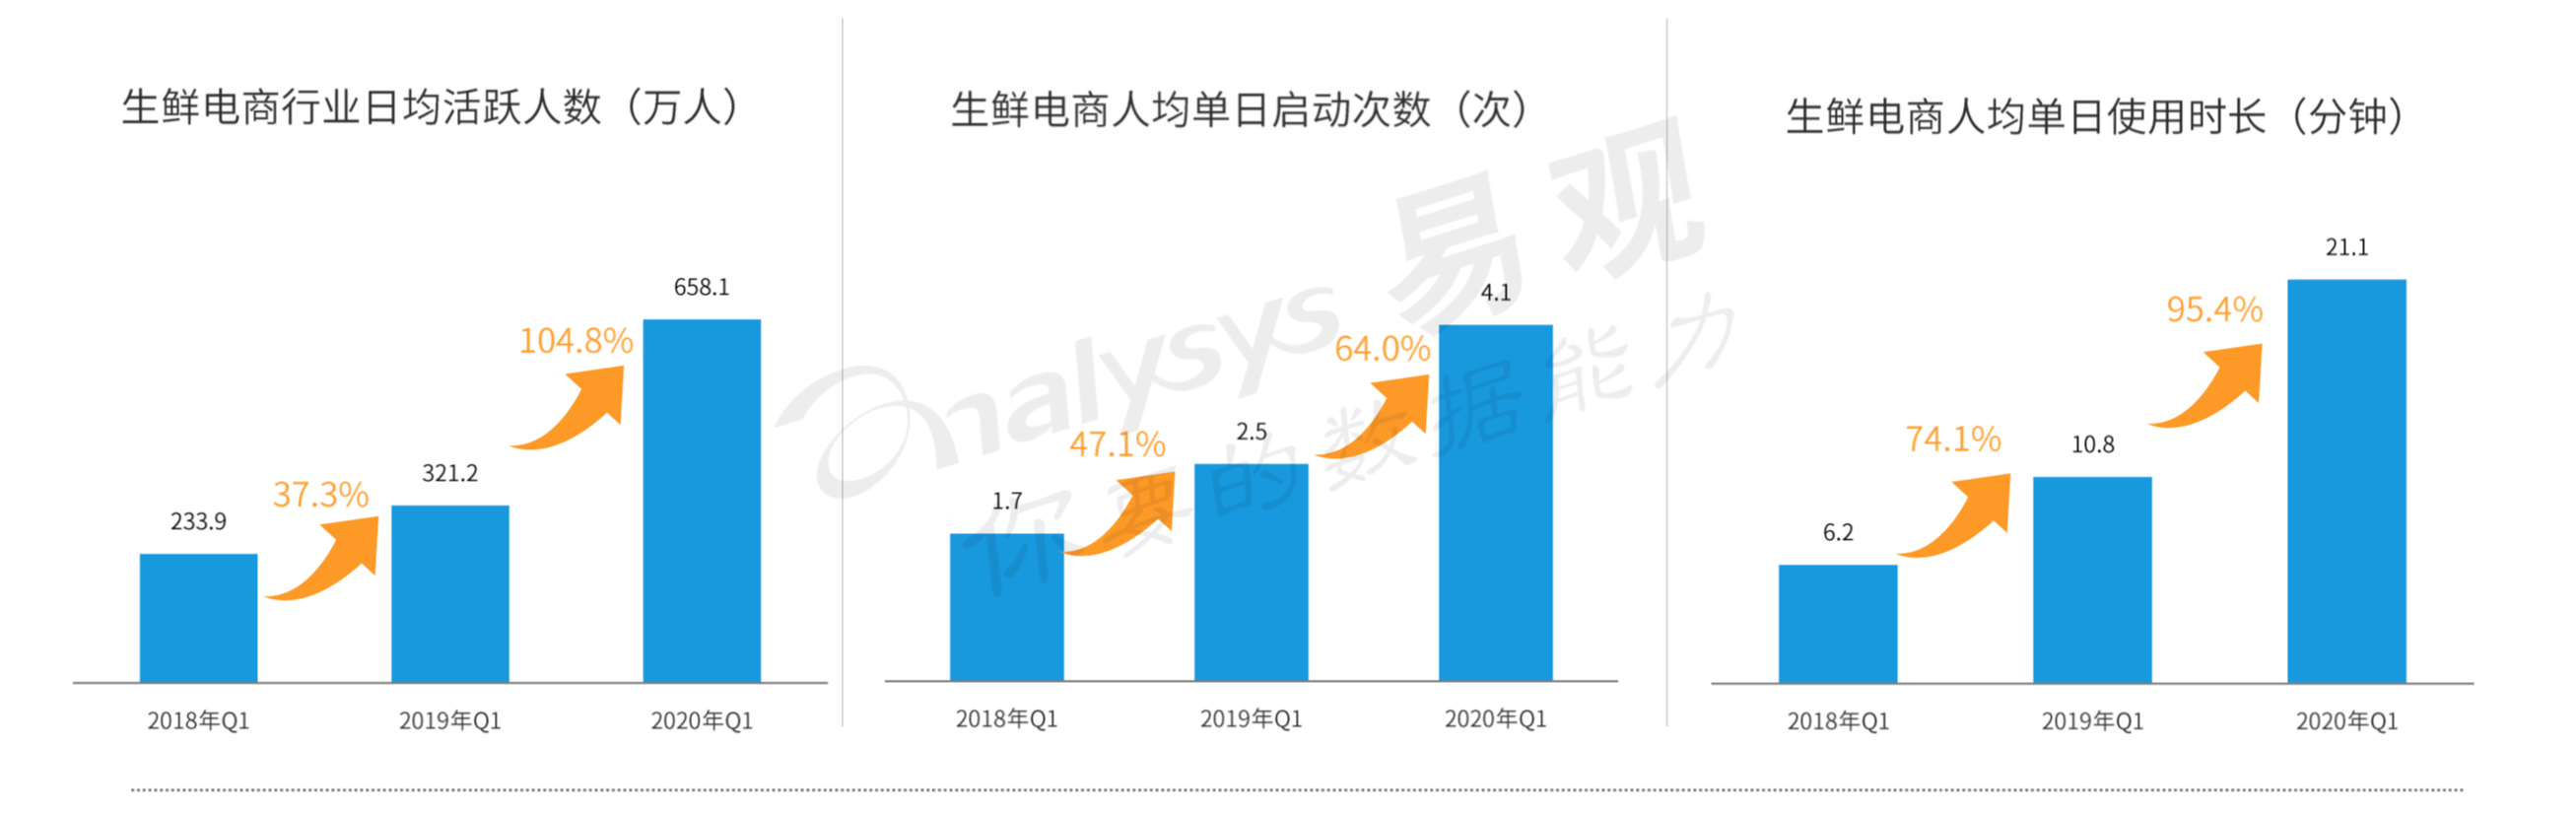 生鲜电商行业日均活跃人数（万人）
658.1
104.8%
321.2
37.3%
233.9
2018年Q1 2019年Q1 2020年Q1
生鲜电商人均单日启动次数（次）
4.1
64.0%
2.5
47.1%
1.7
2018年Q1 2019年Q1 2020年Q1
生鲜电商人均单日使用时长（分钟）
21.1
95.4%
10.8
74.1%
6.2
2018年Q1 2019年Q1 2020年Q1
analysys 易观
你要的数据能力